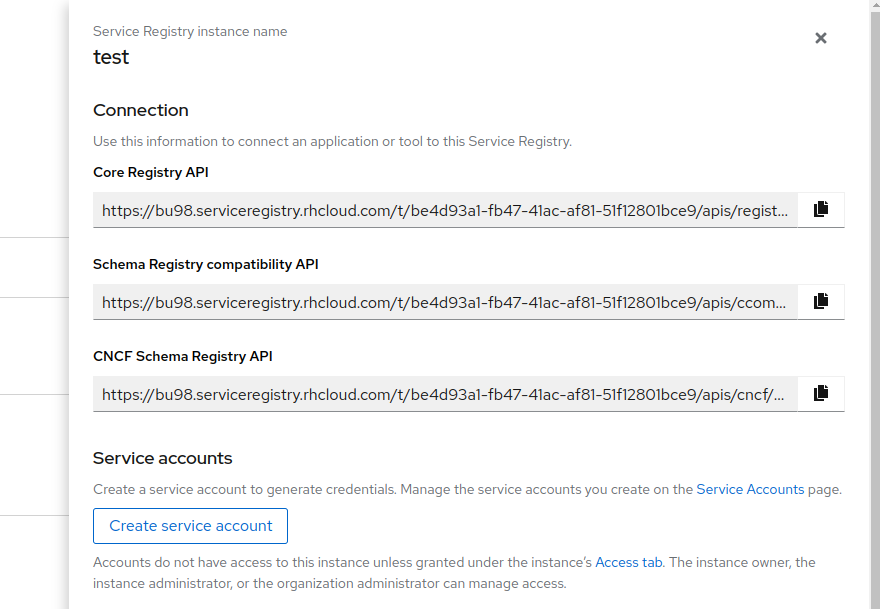 Service Registry instance name
test
Connection
Use this information to connect an application or tool to this Service Registry.
Core Registry API
https://bu98.serviceregistry.rhcloud.com/t/be4d93a1-fb47-41ac-af81-51f12801bce9/apis/regist...
Schema Registry compatibility API
https://bu98.serviceregistry.rhcloud.com/t/be4d93a1-fb47-41ac-af81-51f12801bce9/apis/ccom...
CNCF Schema Registry API
https://bu98.serviceregistry.rhcloud.com/t/be4d93a1-fb47-41ac-af81-51f12801bce9/apis/cncf/...
Service accounts
Create a service account to generate credentials. Manage the service accounts you create on the Service Accounts page.
Create service account
Accounts do not have access to this instance unless granted under the instance’s Access tab. The instance owner, the
instance administrator, or the organization administrator can manage access.